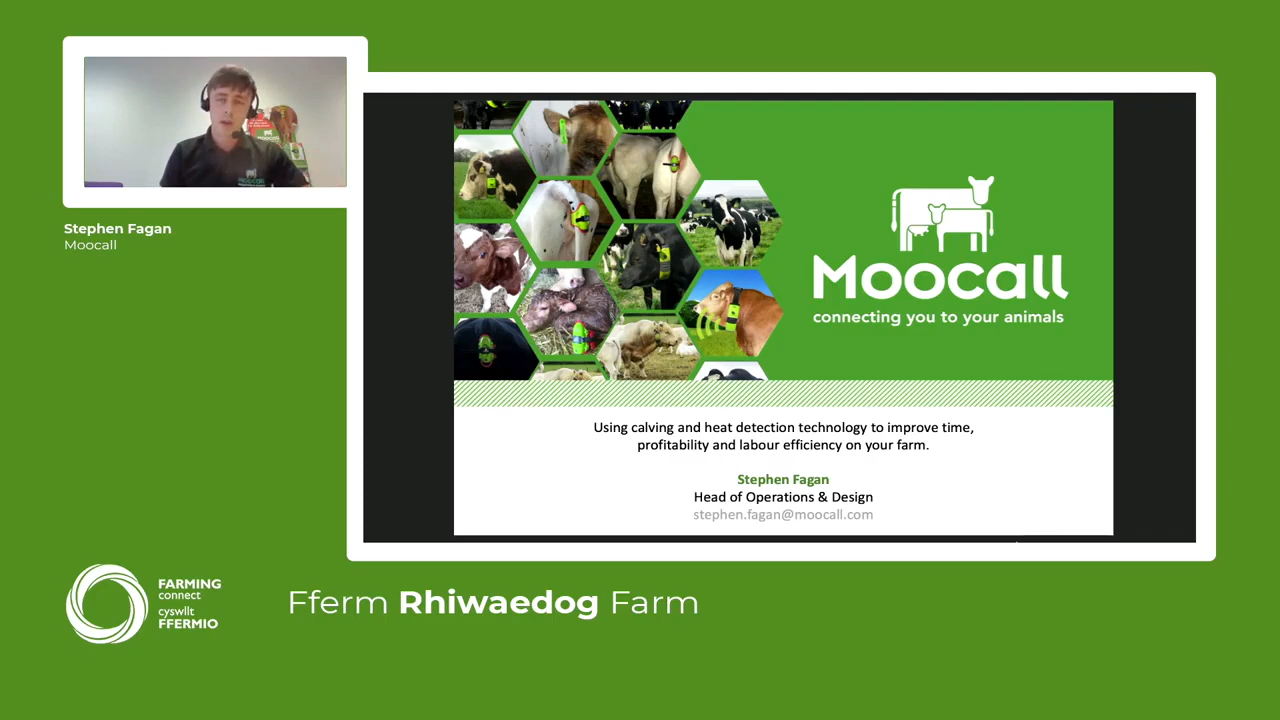 MOOCALL
Stephen Fagan
Moocall
Moocall
connecting you to your animals
Using calving and heat detection technology to improve time,
profitability and labour efficiency on your farm.
Stephen Fagan
Head of Operations & Design
stephen.fagan@moocall.com
FARMING
connect
cyswllt
FFERMIO
Fferm Rhiwaedog Farm